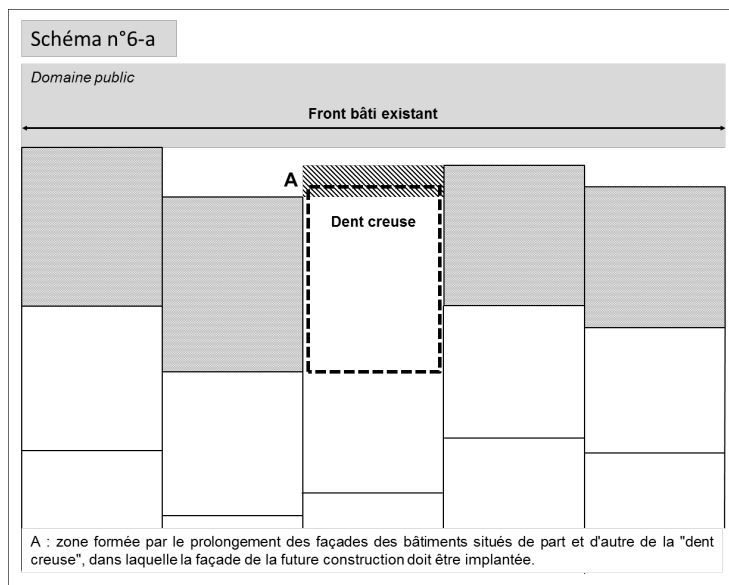 Schéma n°6-a
Domaine public
Front bâti existant
A
Dent creuse
A : zone formée par le prolongement des façades des bâtiments situés de part et d'autre de la "dent
creuse", dans laquelle la façade de la future construction doit être implantée.